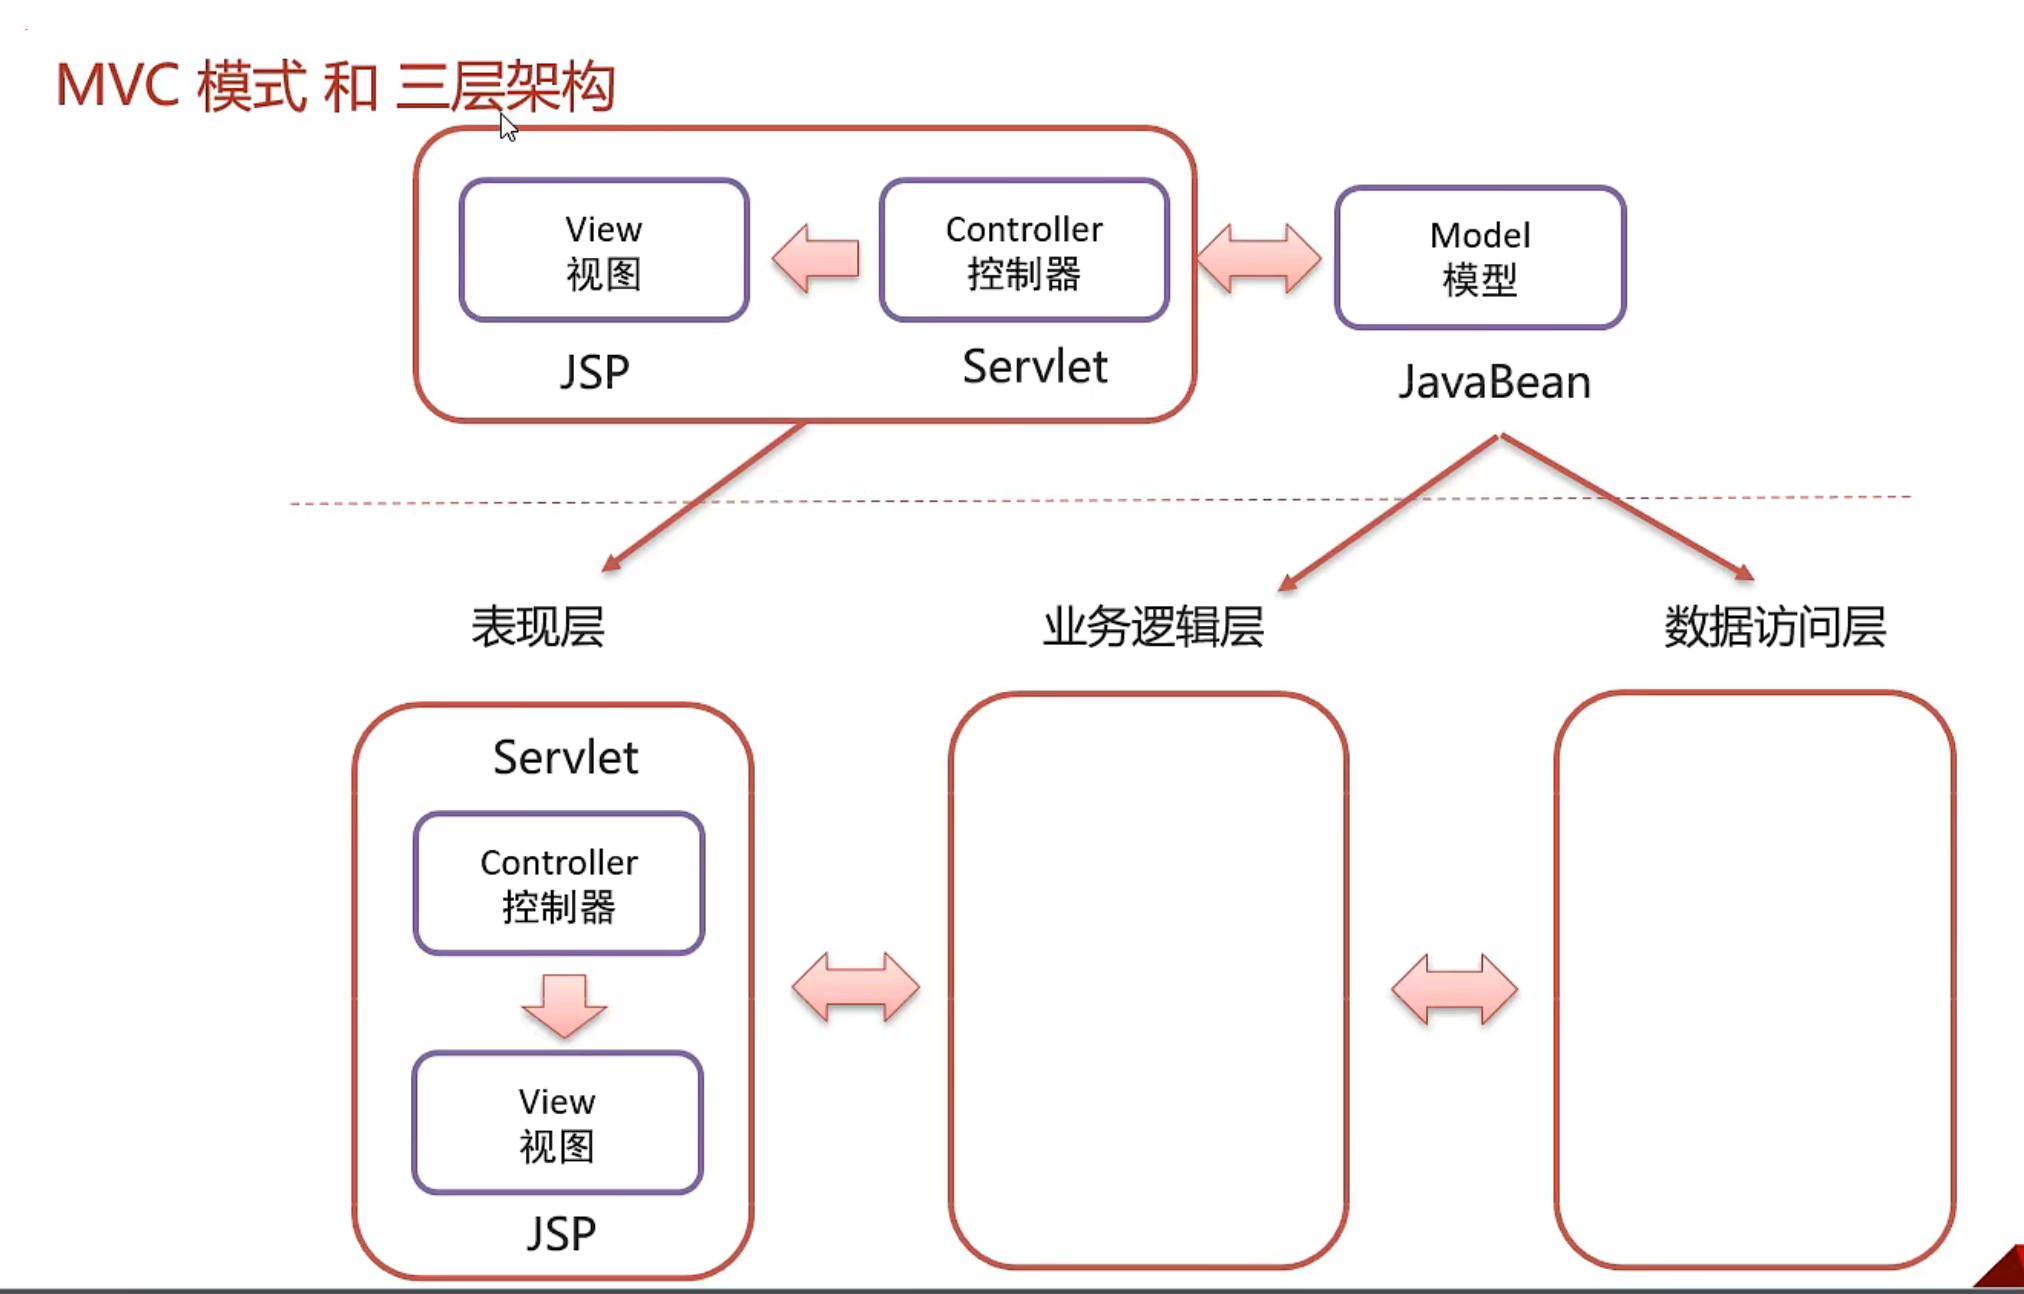 MVC 模式 和 三层架构
View
视图
JSP
Controller
控制器
Servlet
Model
模型
JavaBean
表现层
业务逻辑层
数据访问层
Servlet
Controller
控制器
View
视图
JSP